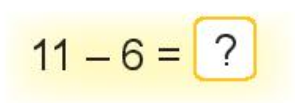 11 – 6 = ?